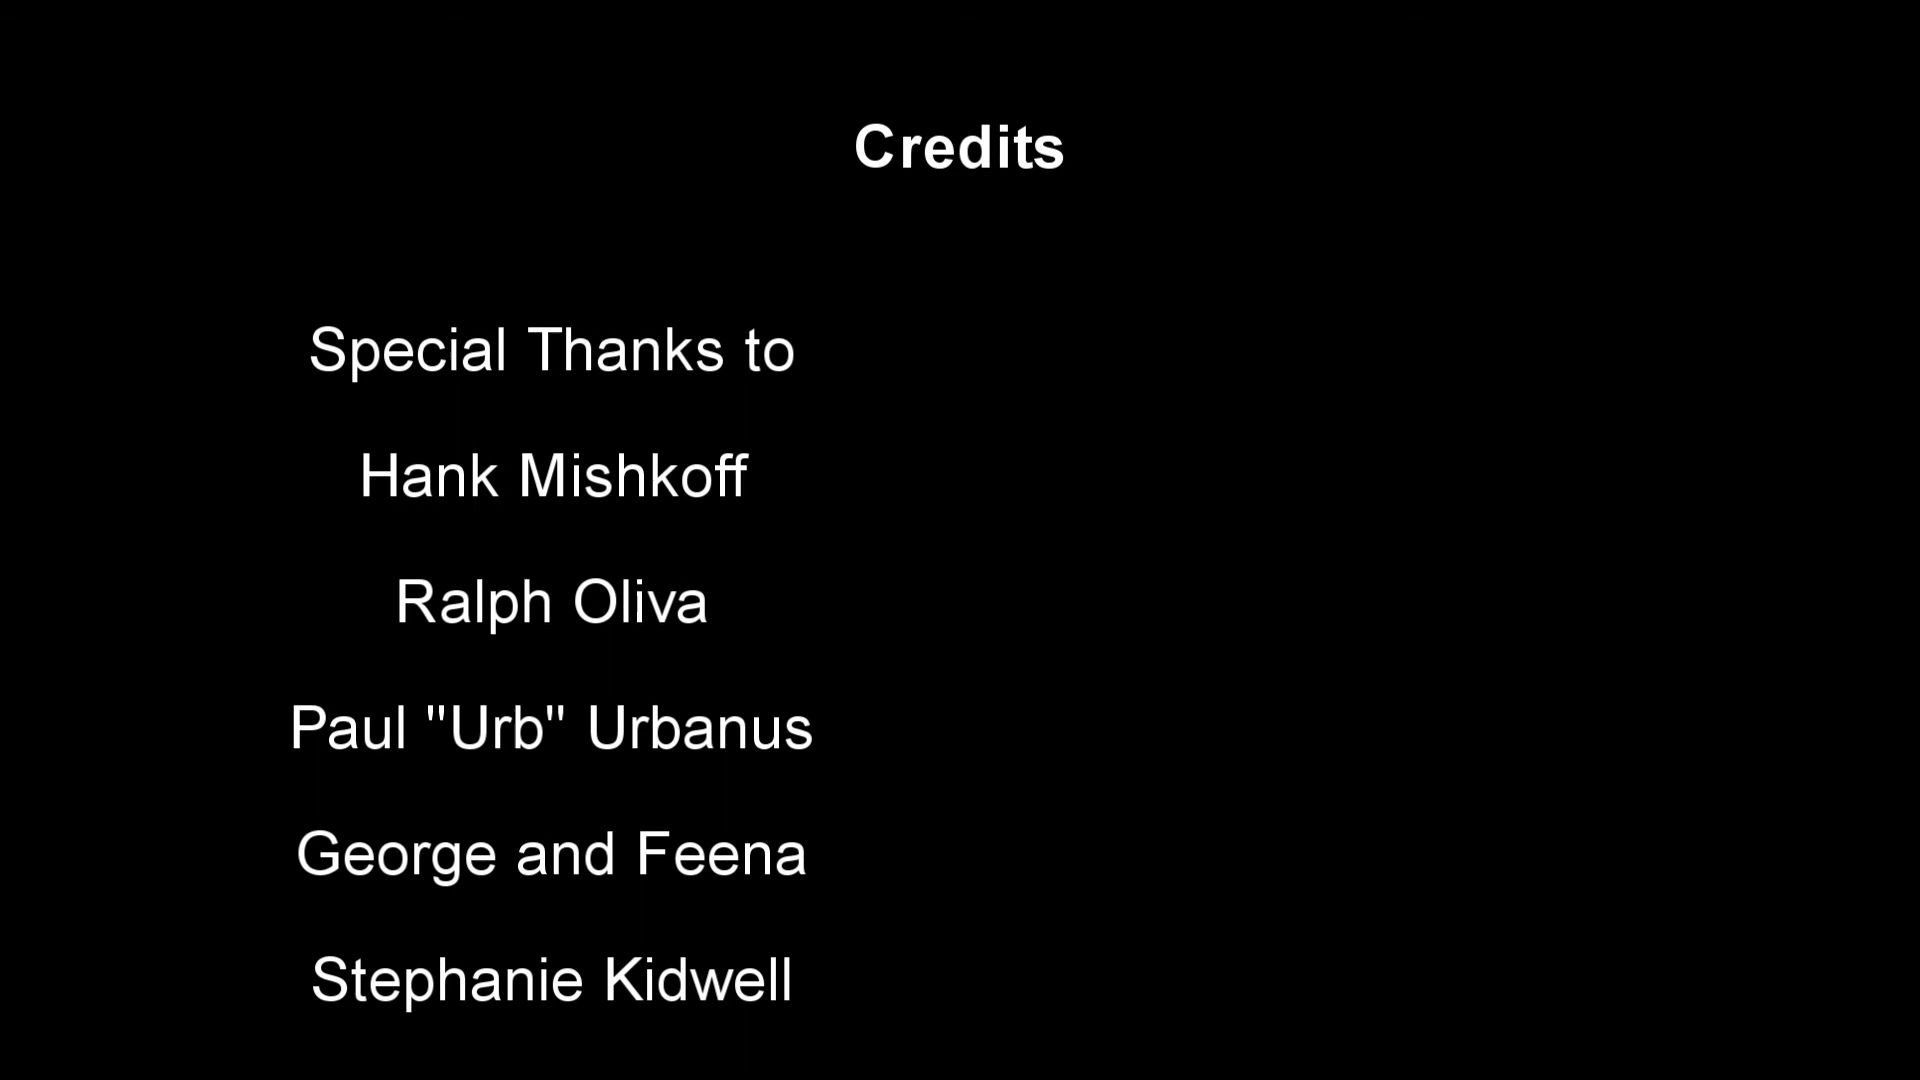 Credits
Special Thanks to
Hank Mishkoff
Ralph Oliva
Paul "Urb" Urbanus
George and Feena
Stephanie Kidwell